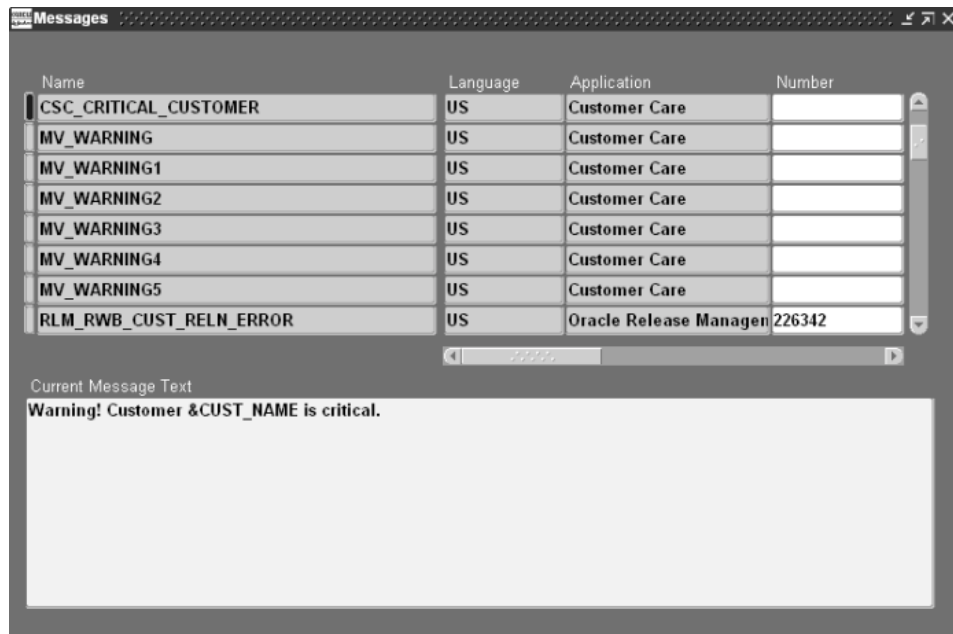 Messages
Name Language Application Number
CSC_CRITICAL_CUSTOMER US Customer Care
MV_WARNING US Customer Care
MV_WARNING1 US Customer Care
MV_WARNING2 US Customer Care
MV_WARNING3 US Customer Care
MV_WARNING4 US Customer Care
MV_WARNING5 US Customer Care
RLM_RWB_CUST_RELN_ERROR US Oracle Release Managen 226342
Current Message Text
Warning! Customer &CUST_NAME is critical.